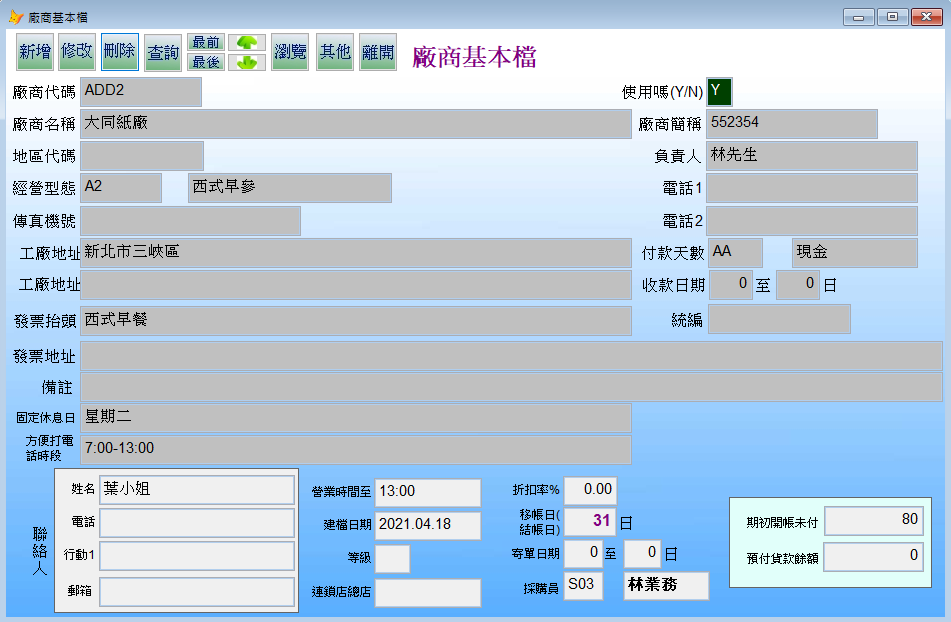 廠商基本檔
新增 修改 刪除 查詢 最前 最後 瀏覽 其他 離開 廠商基本檔
廠商代碼 ADD2 使用嗎(Y/N) Y
廠商名稱 大同紙廠 廠商簡稱 552354
地區代碼 負責人 林先生
經營型態 A2 西式早參 電話1
傳真機號 電話2
工廠地址 新北市三峽區 付款天數 AA 現金
工廠地址 收款日期 0 至 0 日
發票抬頭 西式早餐 統編
發票地址
備註
固定休息日 星期二
方便打電
話時段 7:00-13:00
聯絡人
姓名 葉小姐
電話
行動1
郵箱
營業時間至 13:00
建檔日期 2021.04.18
等級
連鎖店總店
折扣率% 0.00
移帳日(
結帳日) 31 日
寄單日期 0 至 0 日
採購員 S03 林業務
期初開帳未付 80
預付貨款餘額 0